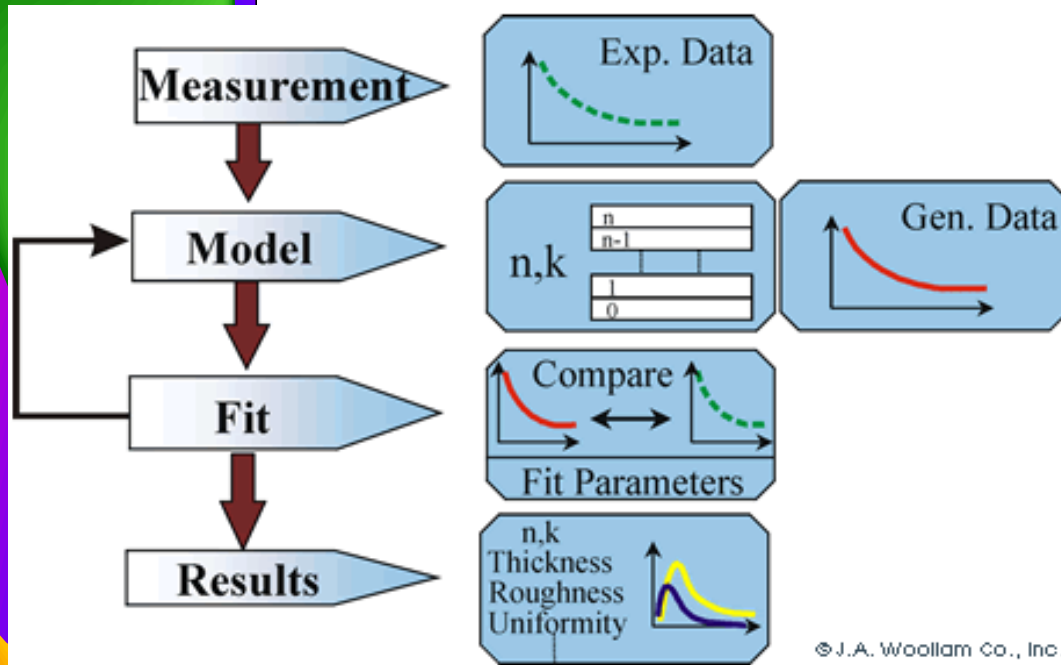 Measurement
Exp. Data
Model
n,k
n
n-1
1
0
Gen. Data
Fit
Compare
Fit Parameters
Results
n,k
Thickness
Roughness
Uniformity
© J.A. Woollam Co., Inc